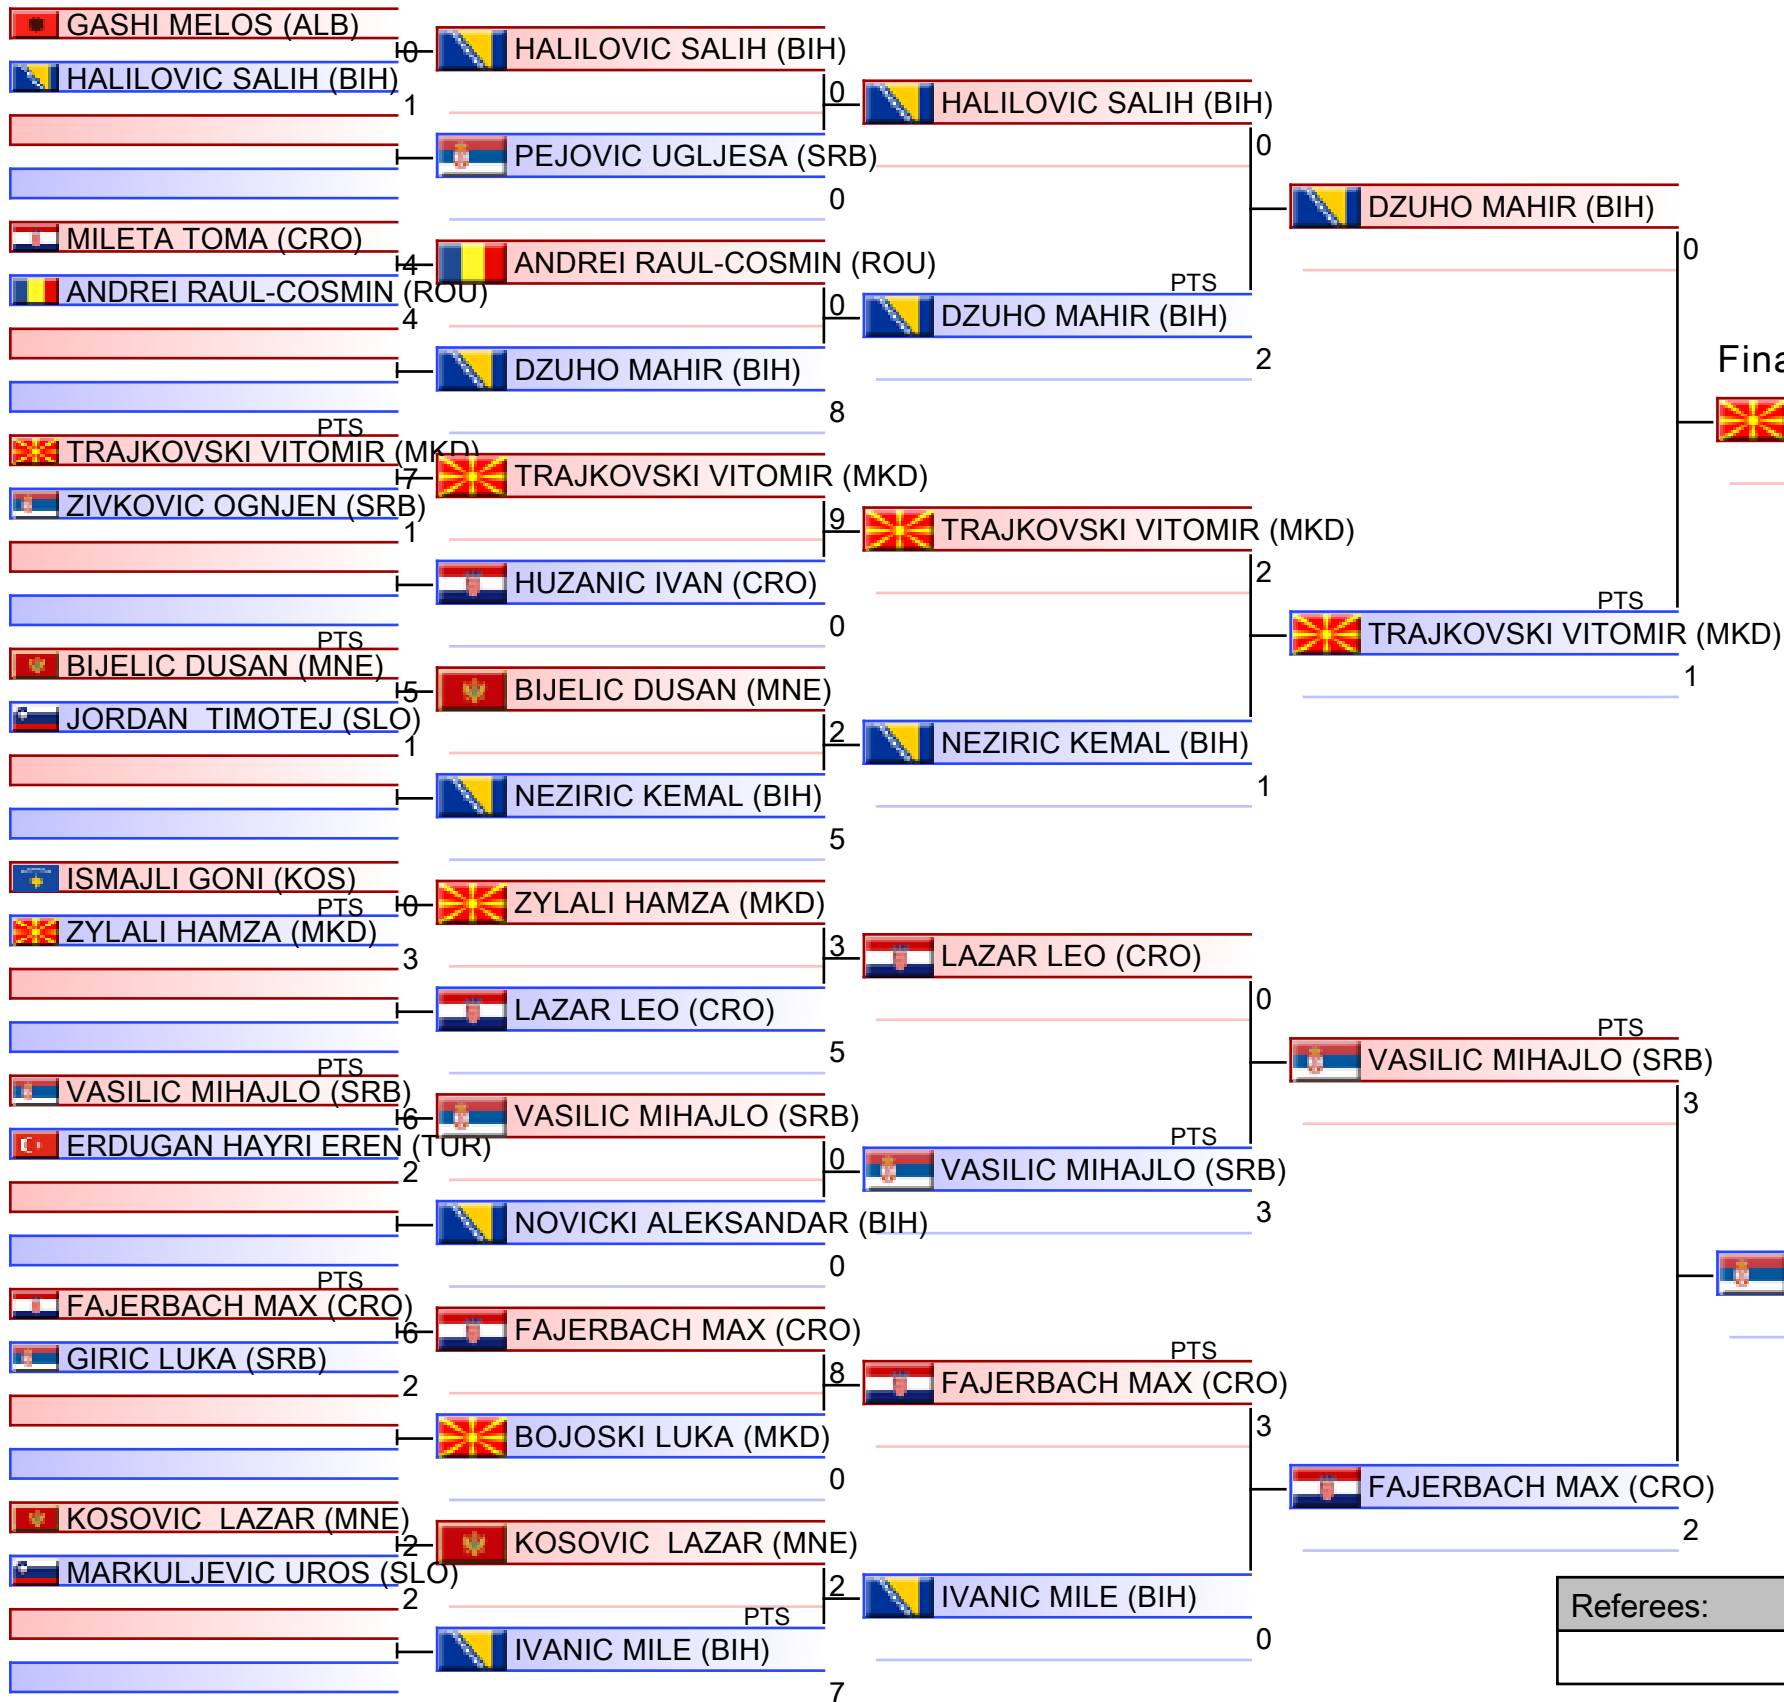 GASHI MELOS (ALB)
0
HALILOVIC SALIH (BIH)
1
MILETA TOMA (CRO)
4
ANDREI RAUL-COSMIN (ROU)
4
PTS
TRAJKOVSKI VITOMIR (MKD)
7
ZIVKOVIC OGNJEN (SRB)
1
PTS
BIJELIC DUSAN (MNE)
5
JORDAN  TIMOTEJ (SLO)
1
ISMAJLI GONI (KOS)
0
PTS
ZYLALI HAMZA (MKD)
3
PTS
VASILIC MIHAJLO (SRB)
6
ERDUGAN HAYRI EREN (TUR)
2
PTS
FAJERBACH MAX (CRO)
6
GIRIC LUKA (SRB)
2
KOSOVIC  LAZAR (MNE)
2
MARKULJEVIC UROS (SLO)
2
HALILOVIC SALIH (BIH)
0
PEJOVIC UGLJESA (SRB)
0
ANDREI RAUL-COSMIN (ROU)
0
DZUHO MAHIR (BIH)
8
TRAJKOVSKI VITOMIR (MKD)
9
HUZANIC IVAN (CRO)
0
BIJELIC DUSAN (MNE)
2
NEZIRIC KEMAL (BIH)
5
ZYLALI HAMZA (MKD)
3
LAZAR LEO (CRO)
5
VASILIC MIHAJLO (SRB)
0
NOVICKI ALEKSANDAR (BIH)
0
FAJERBACH MAX (CRO)
8
BOJOSKI LUKA (MKD)
0
KOSOVIC  LAZAR (MNE)
2
PTS
IVANIC MILE (BIH)
7
HALILOVIC SALIH (BIH)
0
PTS
DZUHO MAHIR (BIH)
2
TRAJKOVSKI VITOMIR (MKD)
2
NEZIRIC KEMAL (BIH)
1
LAZAR LEO (CRO)
0
PTS
VASILIC MIHAJLO (SRB)
3
PTS
FAJERBACH MAX (CRO)
3
IVANIC MILE (BIH)
0
DZUHO MAHIR (BIH)
0
PTS
TRAJKOVSKI VITOMIR (MKD)
1
PTS
VASILIC MIHAJLO (SRB)
3
FAJERBACH MAX (CRO)
2
Fina
Referees: